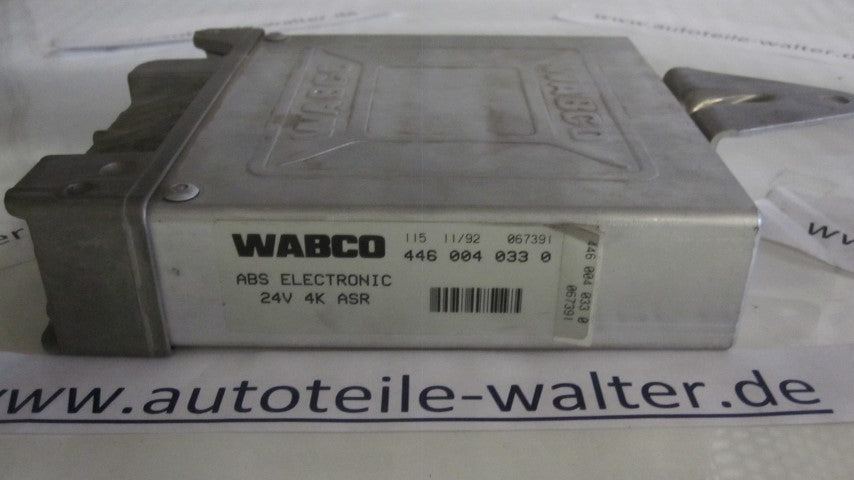 www.autoteile-walter.de
WABCO
WABCO
WABCO 115 11/92 067391
446 004 033 0
ABS ELECTRONIC
24V 4K ASR
446 004 033 0
067391
www.autoteile-walter.de